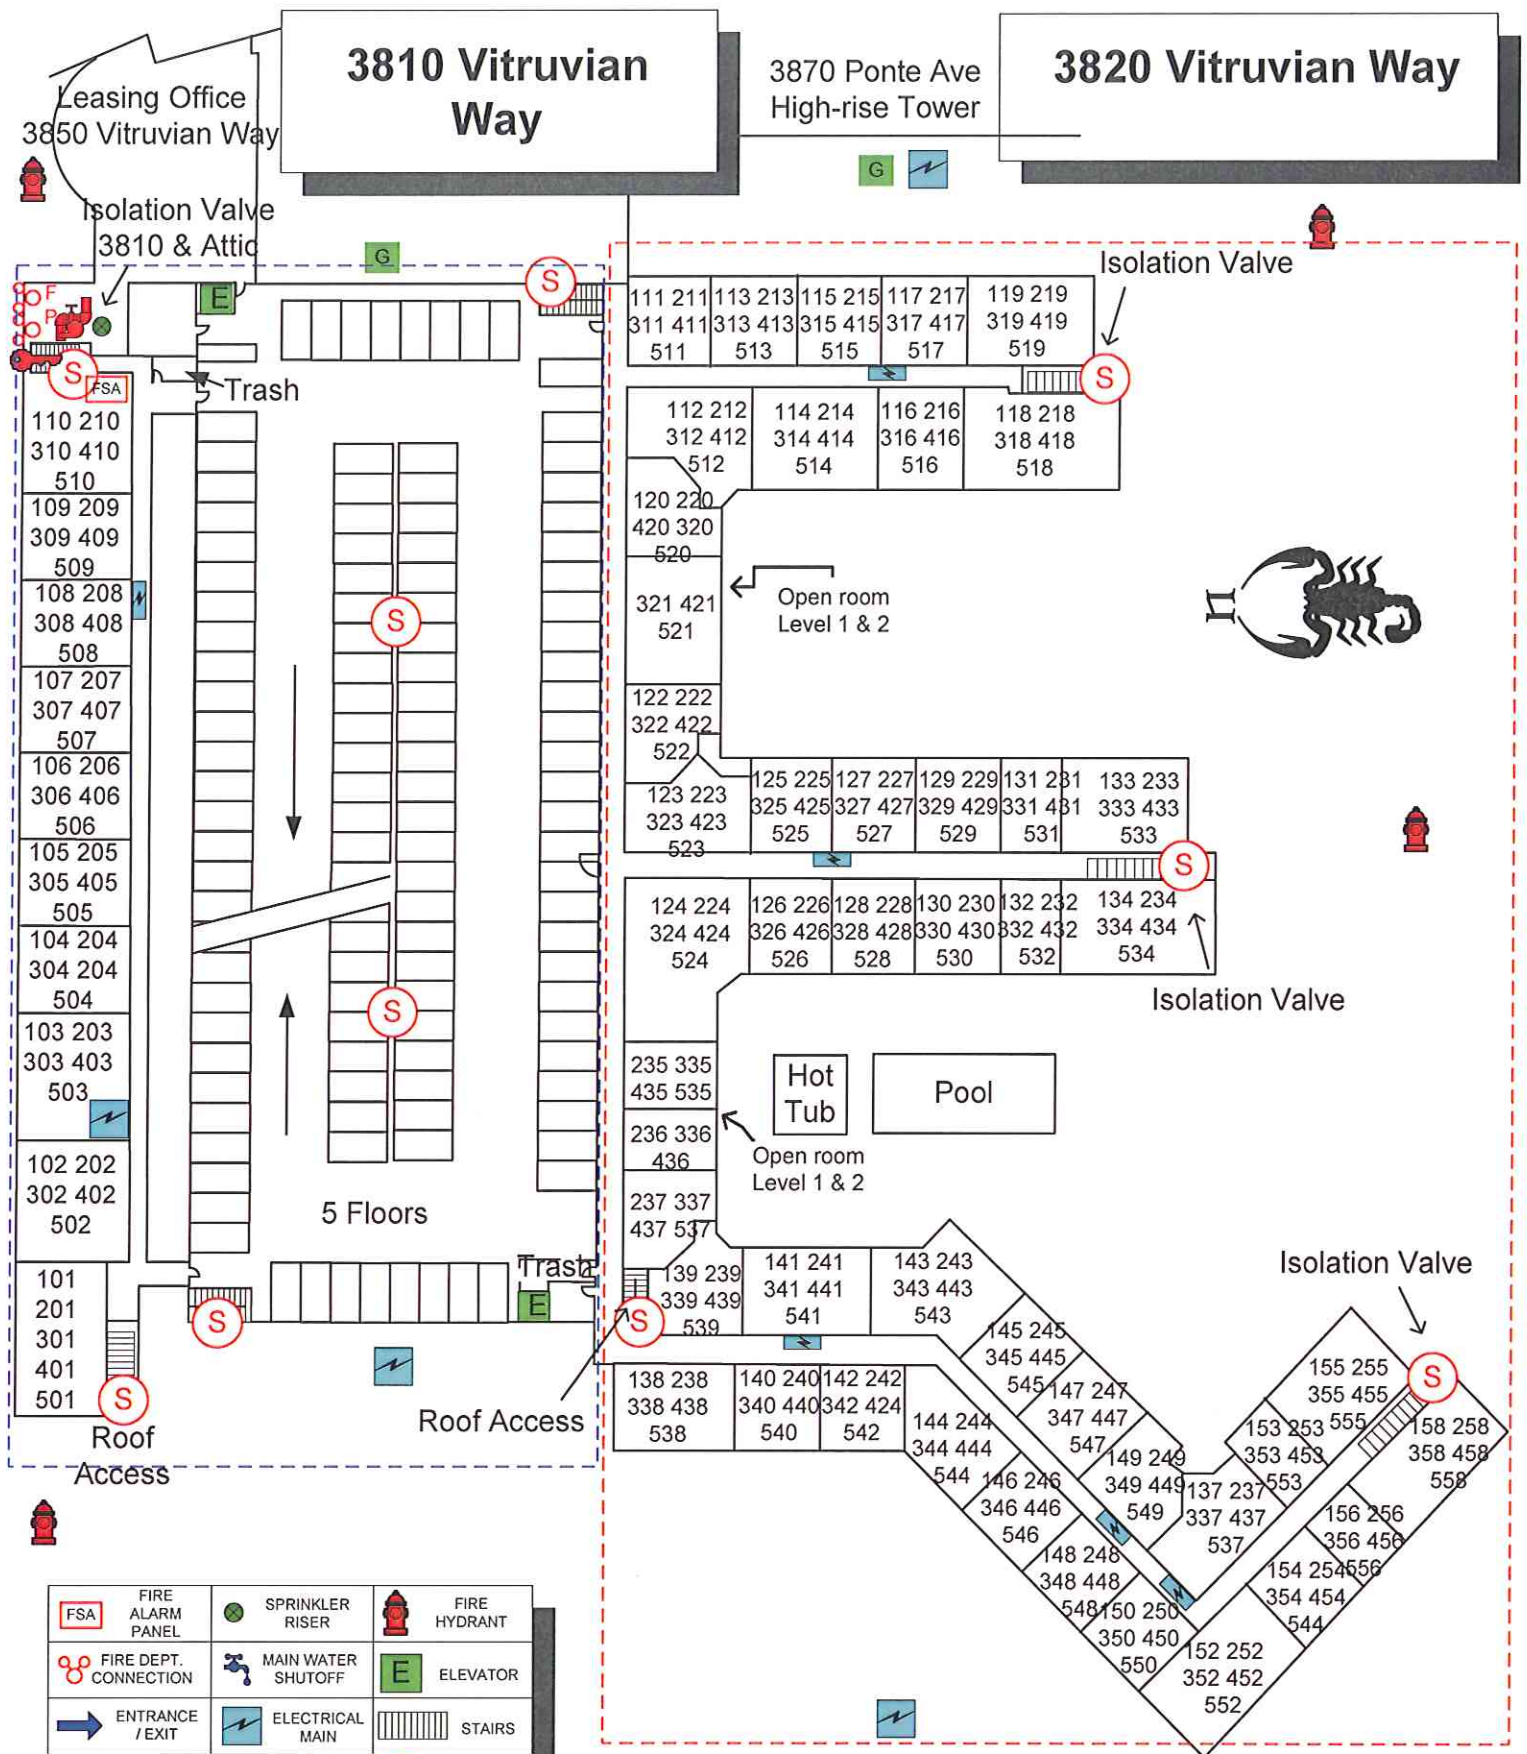 3810 Vitruvian
Way
3870 Ponte Ave
High-rise Tower
3820 Vitruvian Way
Leasing Office
3850 Vitruvian Way
G
G
Isolation Valve
3810 & Attic
Isolation Valve
F
P
E
S
S
FSA
Trash
110 210
310 410
510
109 209
309 409
509
108 208
308 408
508
107 207
307 407
507
106 206
306 406
506
105 205
305 405
505
104 204
304 204
504
103 203
303 403
503
102 202
302 402
502
101
201
301
401
501
S
Roof
Access
S
S
S
5 Floors
Trash
E
111 211
311 411
511
113 213
313 413
513
115 215
315 415
515
117 217
317 417
517
119 219
319 419
519
S
112 212
312 412
512
114 214
314 414
514
116 216
316 416
516
118 218
318 418
518
120 220
420 320
520
321 421
521
Open room
Level 1 & 2
122 222
322 422
522
123 223
323 423
523
125 225
325 425
525
127 227
327 427
527
129 229
329 429
529
131 231
331 431
531
133 233
333 433
533
S
124 224
324 424
524
126 226
326 426
526
128 228
328 428
528
130 230
330 430
530
132 232
332 432
532
134 234
334 434
534
Isolation Valve
235 335
435 535
236 336
436
237 337
437 537
Hot
Tub
Pool
Open room
Level 1 & 2
Isolation Valve
S
Roof Access
139 239
339 439
539
141 241
341 441
541
143 243
343 443
543
145 245
345 445
545
147 247
347 447
547
149 249
349 449
549
137 237
337 437
537
153 253
353 453
553
155 255
355 455
555
S
158 258
358 458
558
138 238
338 438
538
140 240
340 440
540
142 242
342 424
542
144 244
344 444
544
146 246
346 446
546
148 248
348 448
548
150 250
350 450
550
152 252
352 452
552
154 254
354 454
544
156 256
356 456
556
FSA
FIRE
ALARM
PANEL
SPRINKLER
RISER
FIRE
HYDRANT
FIRE DEPT.
CONNECTION
MAIN WATER
SHUTOFF
E
ELEVATOR
ENTRANCE
/ EXIT
ELECTRICAL
MAIN
STAIRS